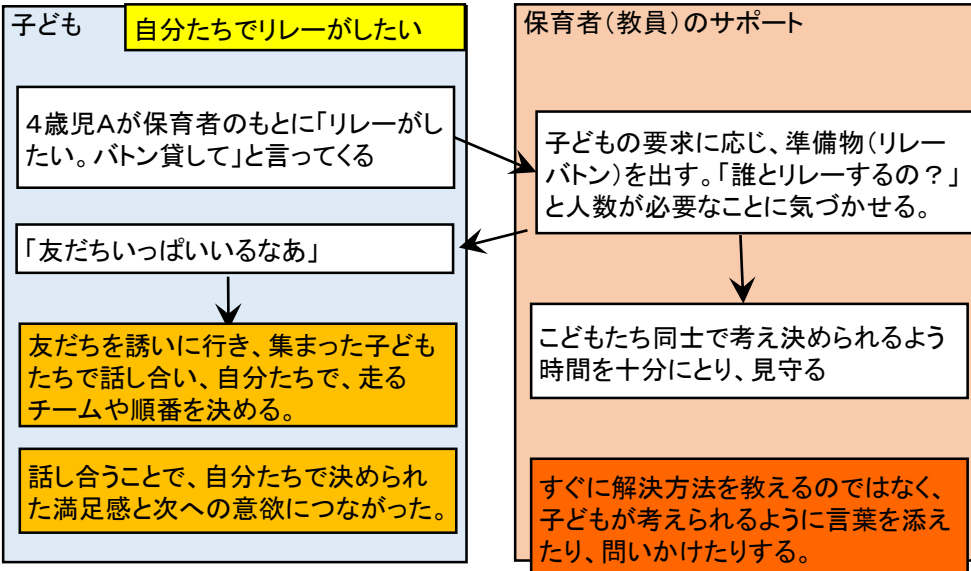 子ども
自分たちでリレーがしたい
４歳児Ａが保育者のもとに「リレーがし
たい。バトン貸して」と言ってくる
「友だちいっぱいいるなあ」
友だちを誘いに行き、集まった子ども
たちで話し合い、自分たちで、走る
チームや順番を決める。
話し合うことで、自分たちで決められ
た満足感と次への意欲につながった。
保育者（教員）のサポート
子どもの要求に応じ、準備物（リレー
バトン）を出す。「誰とリレーするの？」
と人数が必要なことに気づかせる。
こどもたち同士で考え決められるよう
時間を十分にとり、見守る
すぐに解決方法を教えるのではなく、
子どもが考えられるように言葉を添え
たり、問いかけたりする。